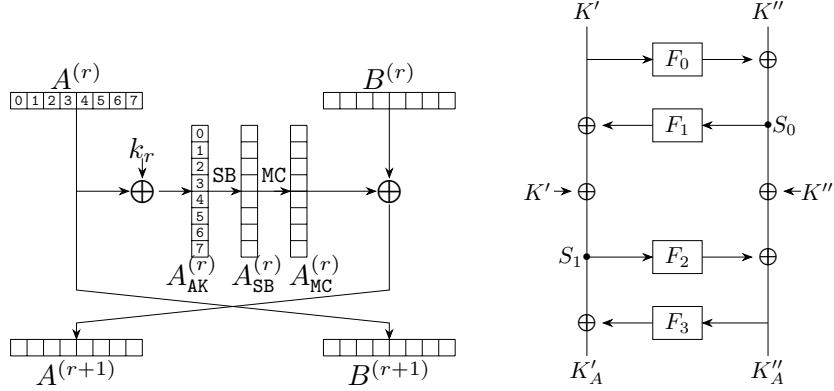 A^(r)
B^(r)
0 1 2 3 4 5 6 7
k_r
SB
MC
0
1
2
3
4
5
6
7
A_AK^(r)
A_SB^(r)
A_MC^(r)
A^(r+1)
B^(r+1)
K′
K″
F_0
F_1
S_0
K′
K″
S_1
F_2
F_3
K′_A
K″_A